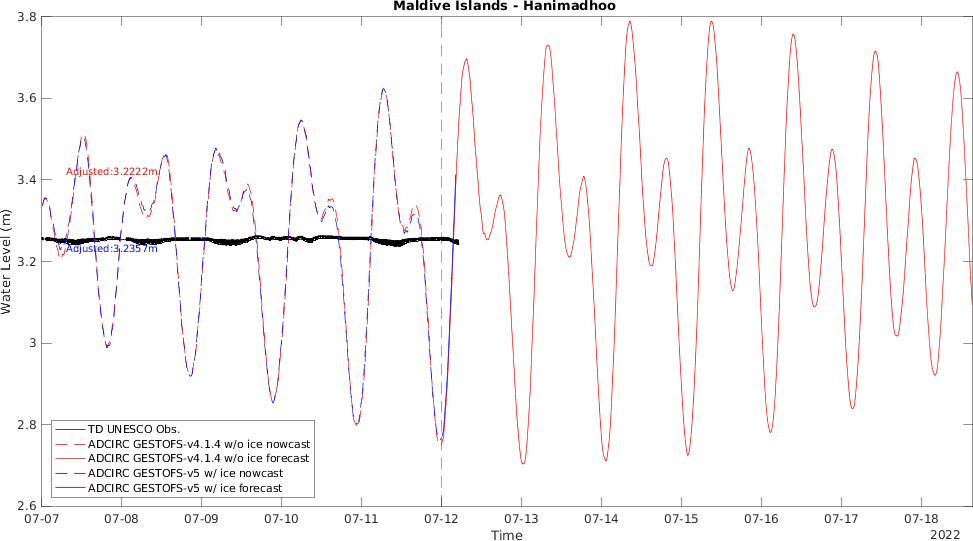 Maldive Islands - Hanimadhoo
3.8
3.6
3.4
3.2
3
2.8
2.6
Water Level (m)
Adjusted:3.2222m
Adjusted:3.2357m
TD UNESCO Obs.
ADCIRC GESTOFS-v4.1.4 w/o ice nowcast
ADCIRC GESTOFS-v4.1.4 w/o ice forecast
ADCIRC GESTOFS-v5 w/ ice nowcast
ADCIRC GESTOFS-v5 w/ ice forecast
07-07 07-08 07-09 07-10 07-11 07-12 07-13 07-14 07-15 07-16 07-17 07-18
Time
2022